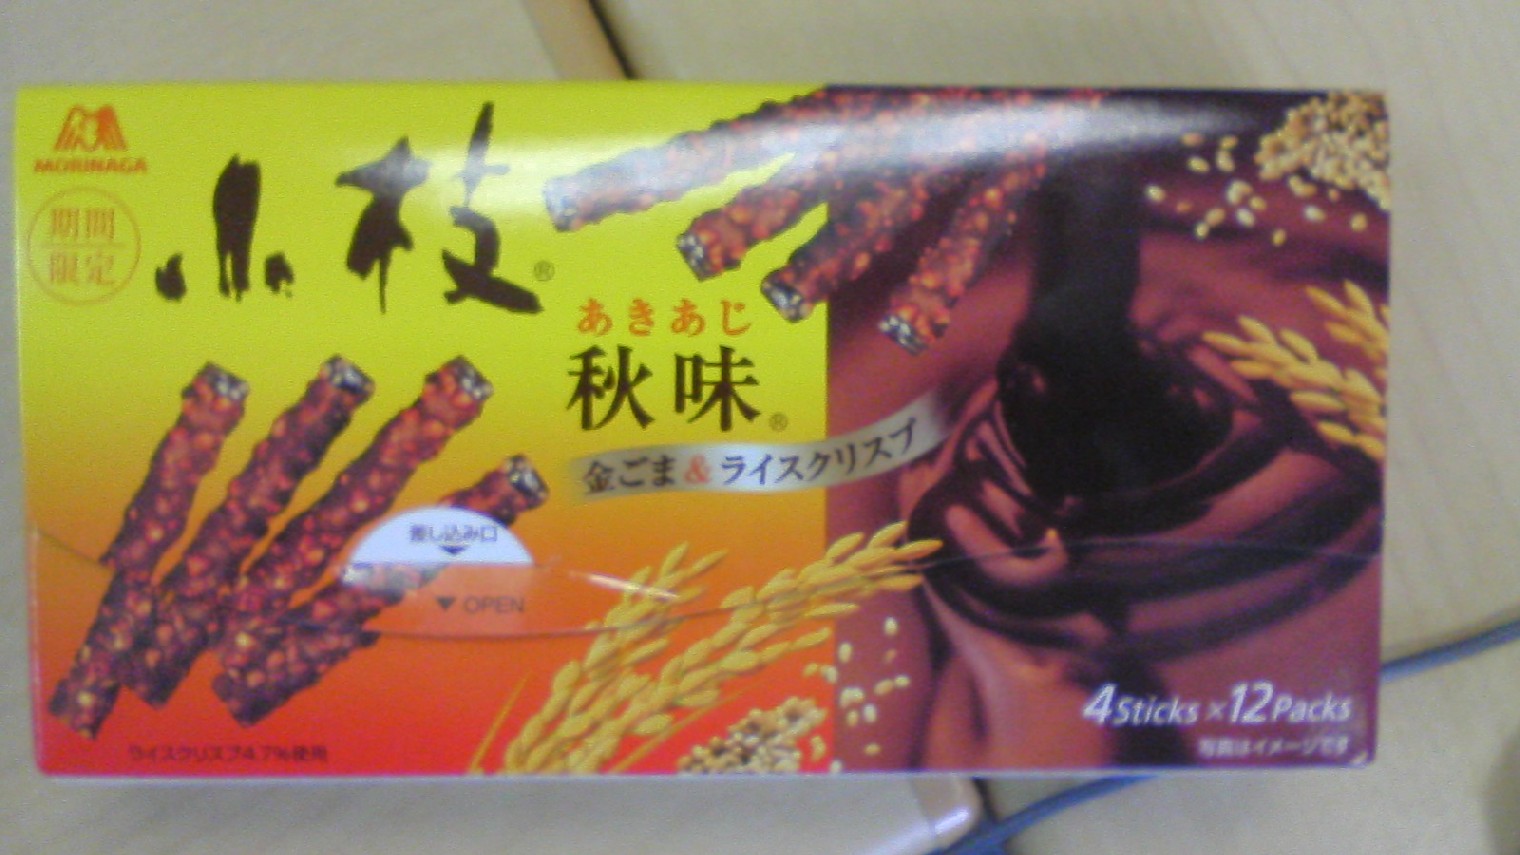 MORINAGA
期間
限定
小枝®
あきあじ
秋味®
金ごま&ライスクリスプ
差し込み口
OPEN
ライスクリスプ4.7%使用
4Sticks×12Packs
写真はイメージです